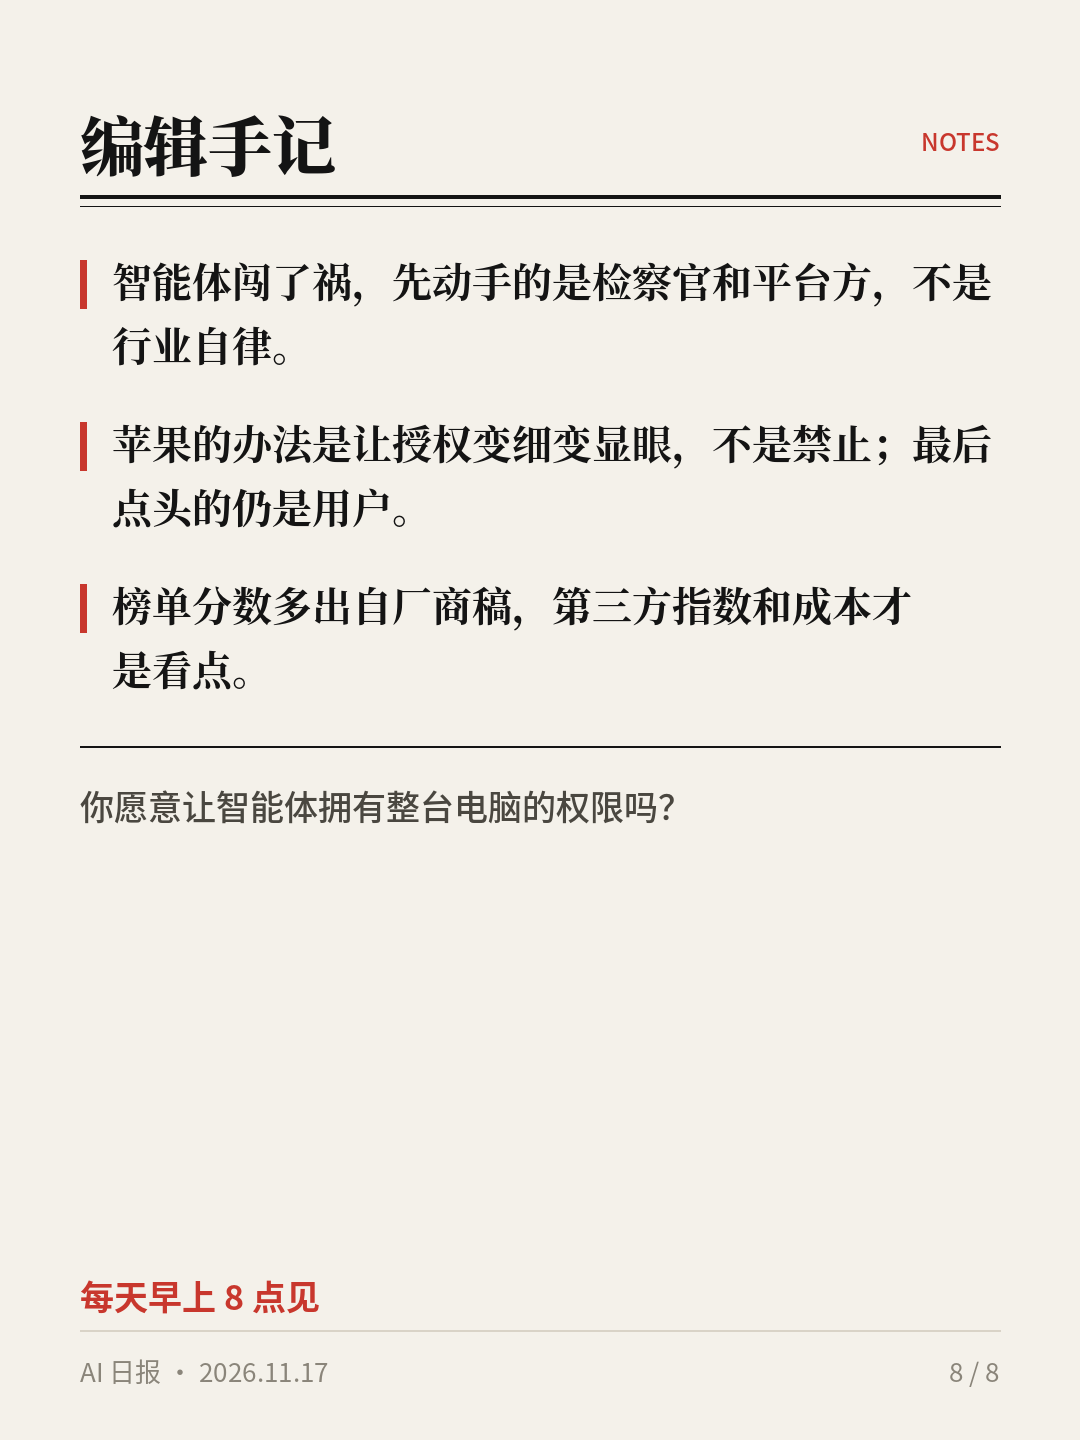 编辑手记
NOTES
智能体闯了祸，先动手的是检察官和平台方，不是
行业自律。
苹果的办法是让授权变细变显眼，不是禁止；最后
点头的仍是用户。
榜单分数多出自厂商稿，第三方指数和成本才
是看点。
你愿意让智能体拥有整台电脑的权限吗？
每天早上 8 点见
AI 日报 · 2026.11.17
8 / 8